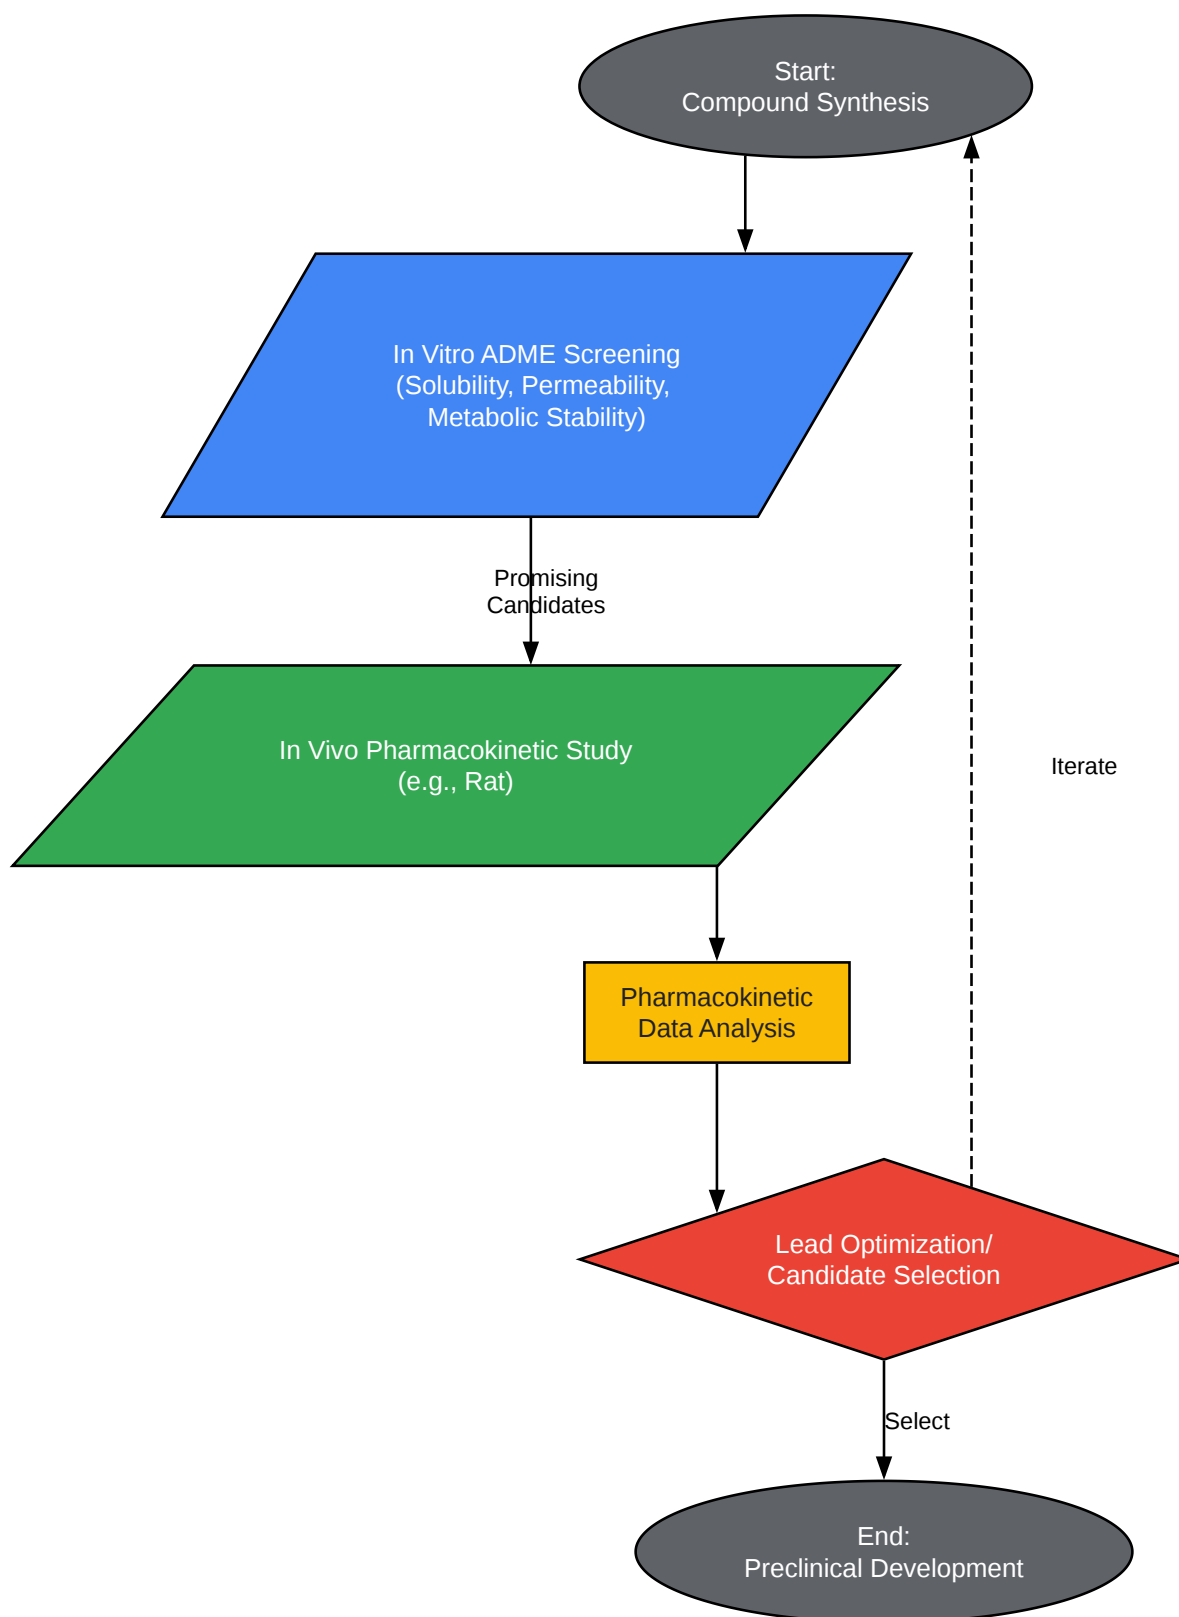 Start:
Compound Synthesis
In Vitro ADME Screening
(Solubility, Permeability,
Metabolic Stability)
Promising
Candidates
In Vivo Pharmacokinetic Study
(e.g., Rat)
Iterate
Pharmacokinetic
Data Analysis
Lead Optimization/
Candidate Selection
Select
End:
Preclinical Development